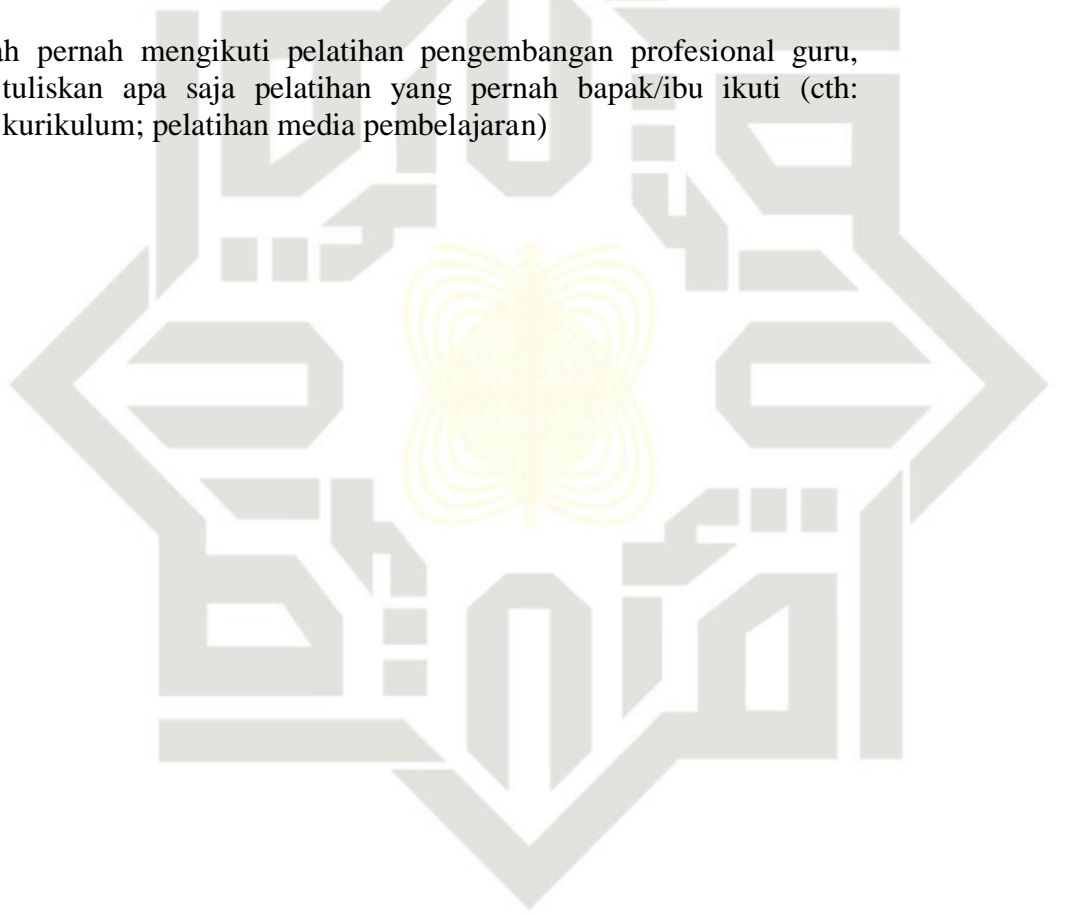 ah pernah mengikuti pelatihan pengembangan profesional guru,
tuliskan apa saja pelatihan yang pernah bapak/ibu ikuti (cth:
kurikulum; pelatihan media pembelajaran)